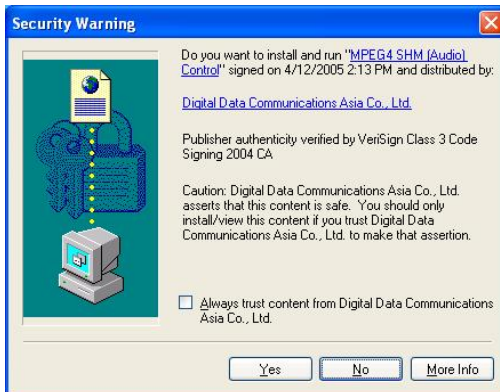 Security Warning
Do you want to install and run "MPEG4 SHM (Audio)
Control" signed on 4/12/2005 2:13 PM and distributed by:
Digital Data Communications Asia Co., Ltd.
Publisher authenticity verified by VeriSign Class 3 Code
Signing 2004 CA
Caution: Digital Data Communications Asia Co., Ltd.
asserts that this content is safe. You should only
install/view this content if you trust Digital Data
Communications Asia Co., Ltd. to make that assertion.
Always trust content from Digital Data Communications
Asia Co., Ltd.
Yes
No
More Info